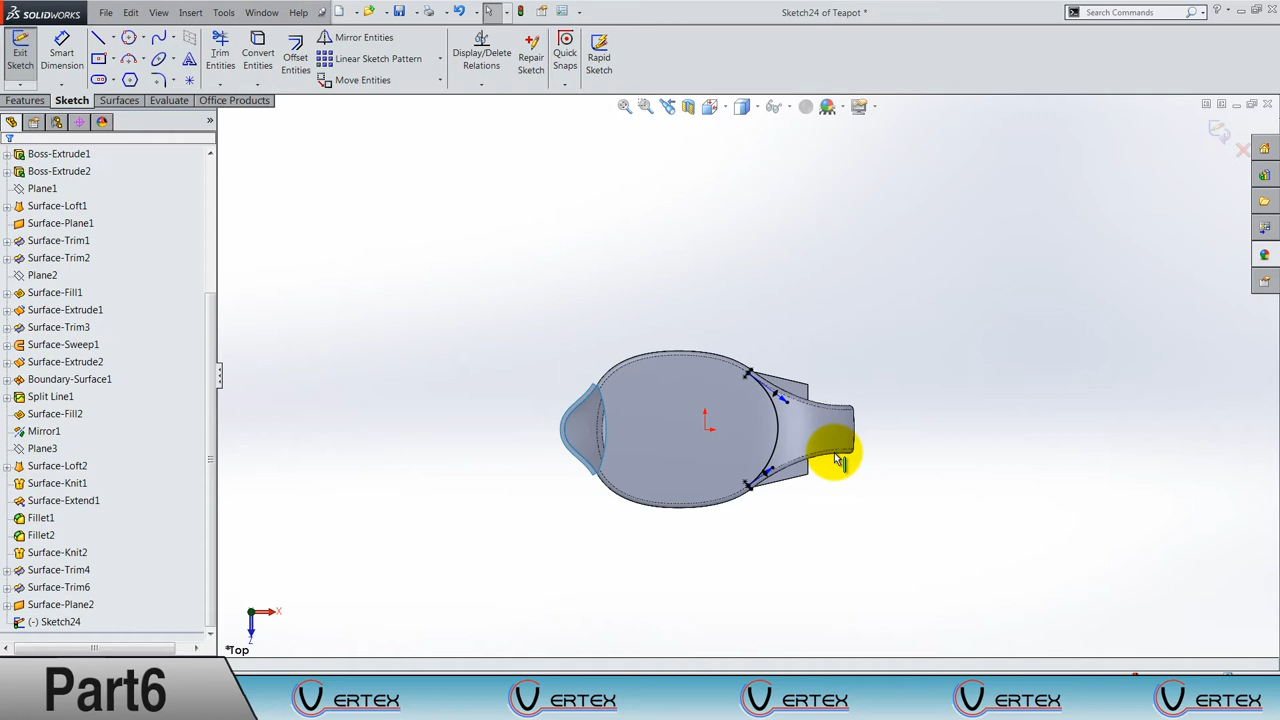 SOLIDWORKS
File Edit View Insert Tools Window Help
Sketch24 of Teapot *
Search Commands
Exit Sketch
Smart Dimension
Trim Entities
Convert Entities
Offset Entities
Mirror Entities
Linear Sketch Pattern
Move Entities
Display/Delete Relations
Repair Sketch
Quick Snaps
Rapid Sketch
Features Sketch Surfaces Evaluate Office Products
Boss-Extrude1
Boss-Extrude2
Plane1
Surface-Loft1
Surface-Plane1
Surface-Trim1
Surface-Trim2
Plane2
Surface-Fill1
Surface-Extrude1
Surface-Trim3
Surface-Sweep1
Surface-Extrude2
Boundary-Surface1
Split Line1
Surface-Fill2
Mirror1
Plane3
Surface-Loft2
Surface-Knit1
Surface-Extend1
Fillet1
Fillet2
Surface-Knit2
Surface-Trim4
Surface-Trim6
Surface-Plane2
(-) Sketch24
X
Z
*Top
Part6
VERTEX VERTEX VERTEX VERTEX VERTEX